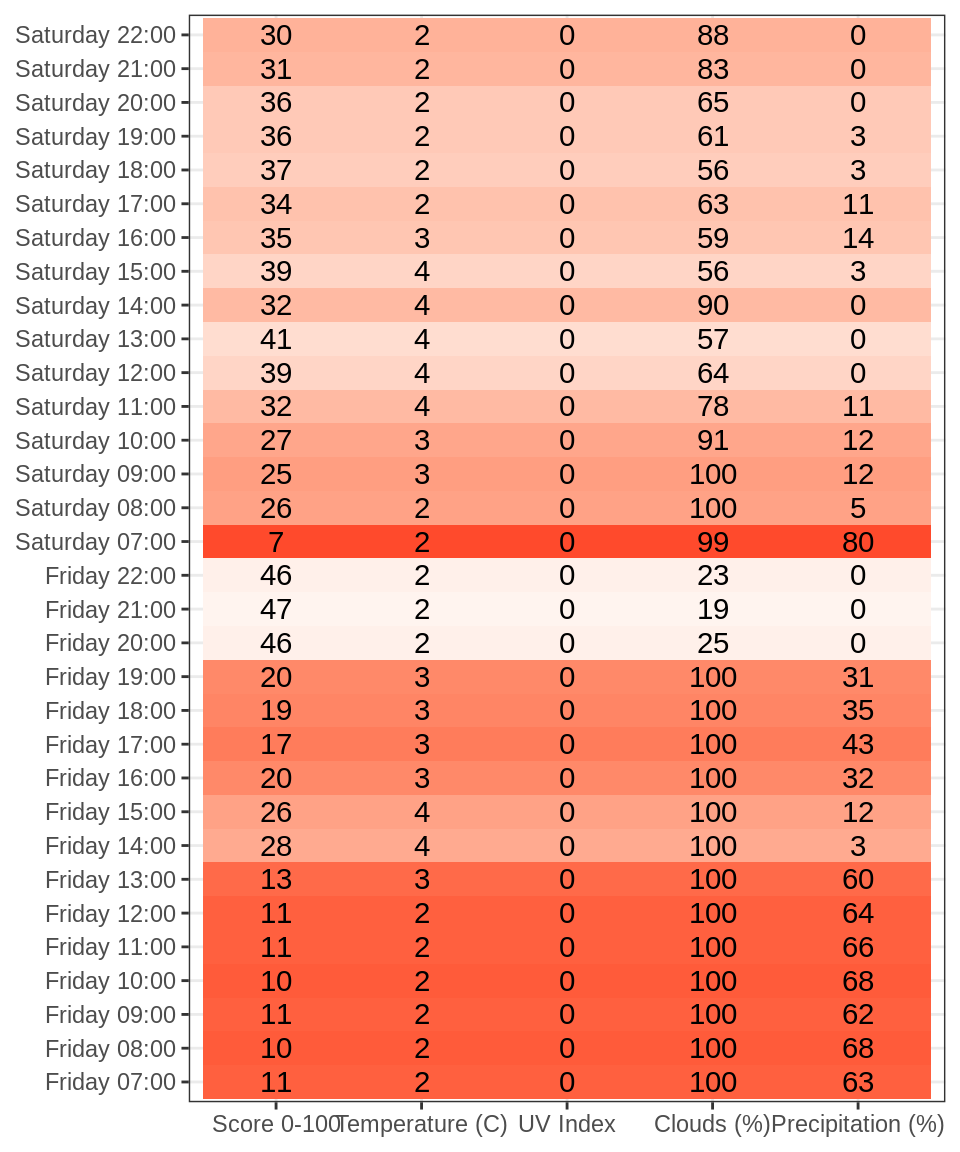 Saturday 22:00 30 2 0 88 0
Saturday 21:00 31 2 0 83 0
Saturday 20:00 36 2 0 65 0
Saturday 19:00 36 2 0 61 3
Saturday 18:00 37 2 0 56 3
Saturday 17:00 34 2 0 63 11
Saturday 16:00 35 3 0 59 14
Saturday 15:00 39 4 0 56 3
Saturday 14:00 32 4 0 90 0
Saturday 13:00 41 4 0 57 0
Saturday 12:00 39 4 0 64 0
Saturday 11:00 32 4 0 78 11
Saturday 10:00 27 3 0 91 12
Saturday 09:00 25 3 0 100 12
Saturday 08:00 26 2 0 100 5
Saturday 07:00 7 2 0 99 80
Friday 22:00 46 2 0 23 0
Friday 21:00 47 2 0 19 0
Friday 20:00 46 2 0 25 0
Friday 19:00 20 3 0 100 31
Friday 18:00 19 3 0 100 35
Friday 17:00 17 3 0 100 43
Friday 16:00 20 3 0 100 32
Friday 15:00 26 4 0 100 12
Friday 14:00 28 4 0 100 3
Friday 13:00 13 3 0 100 60
Friday 12:00 11 2 0 100 64
Friday 11:00 11 2 0 100 66
Friday 10:00 10 2 0 100 68
Friday 09:00 11 2 0 100 62
Friday 08:00 10 2 0 100 68
Friday 07:00 11 2 0 100 63
Score 0-100 Temperature (C) UV Index Clouds (%) Precipitation (%)